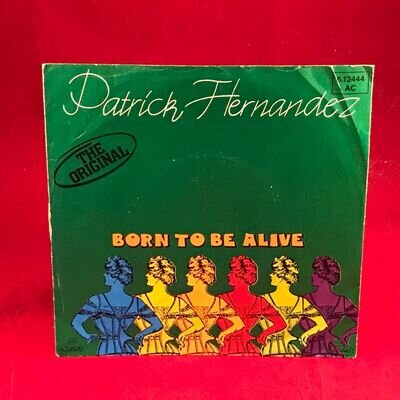 Patrick Hernandez
6.12444
AC
THE
ORIGINAL
BORN TO BE ALIVE